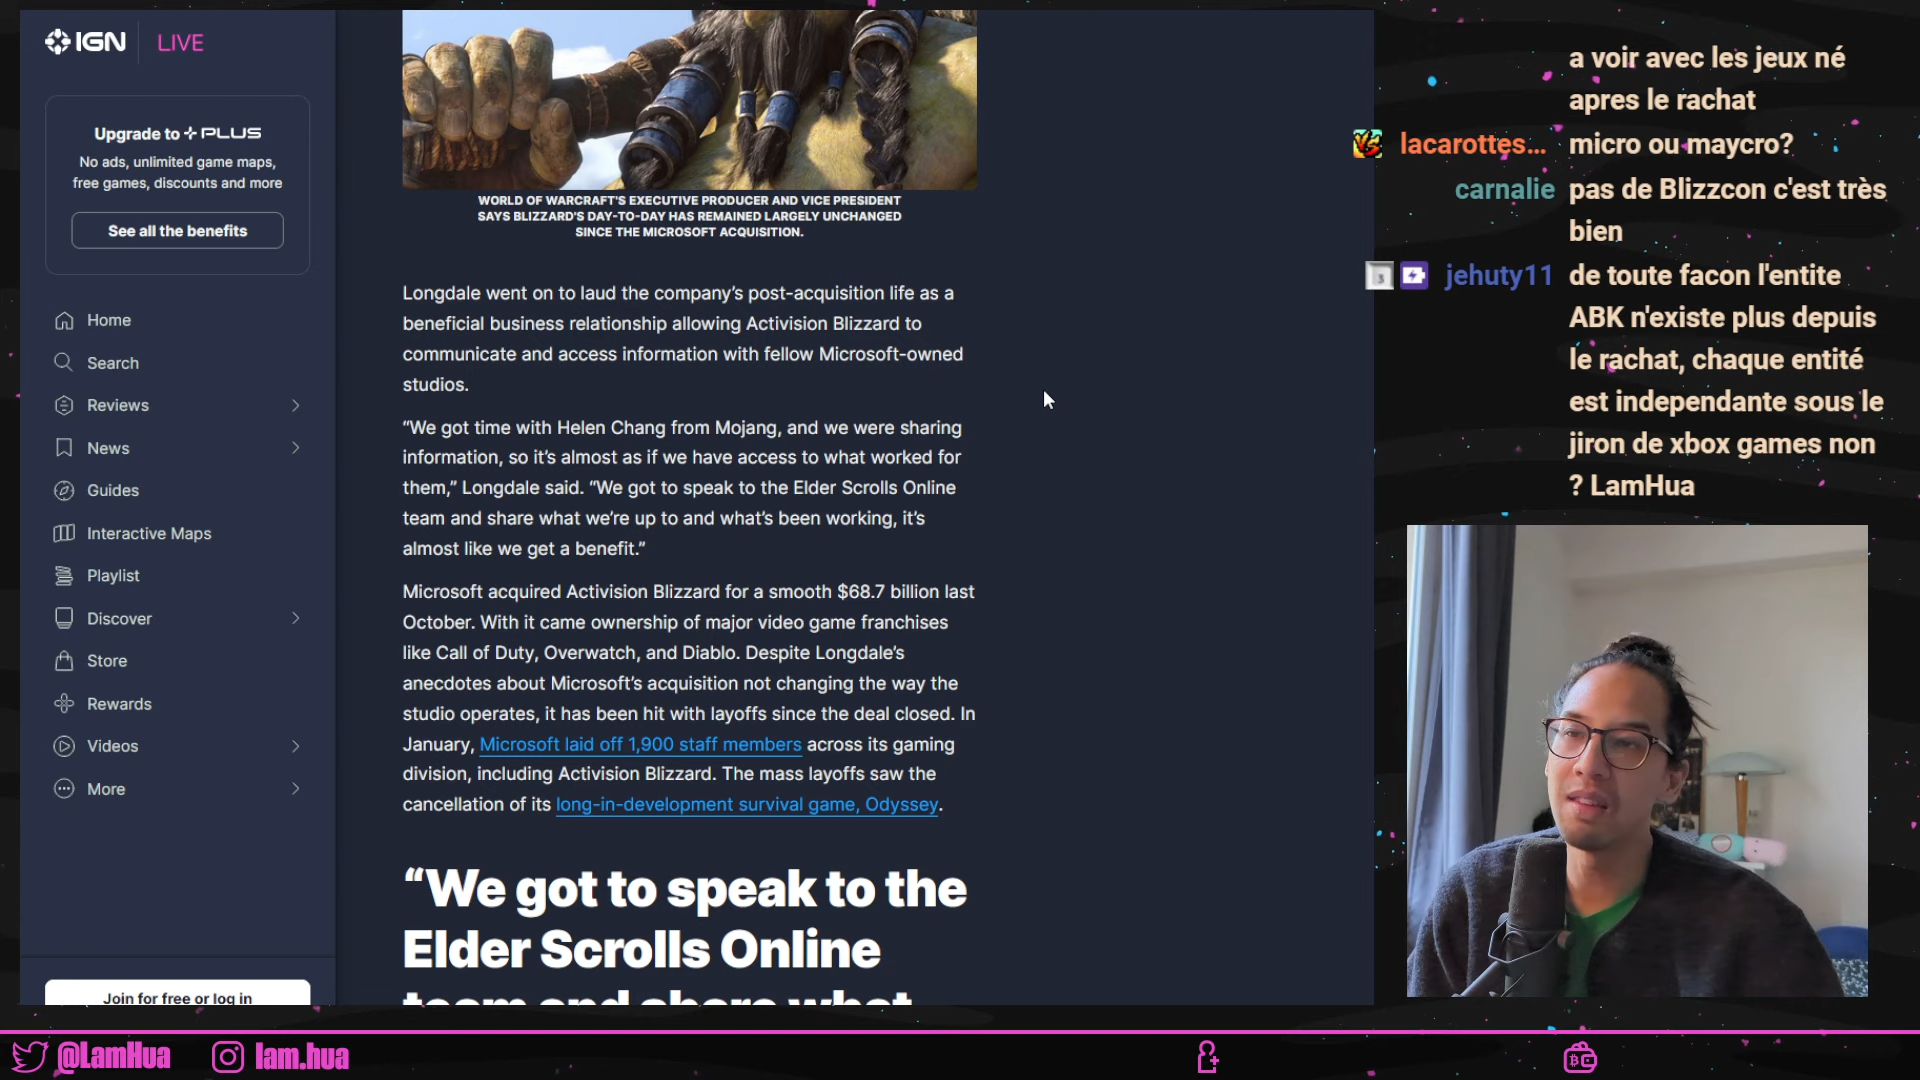 IGN LIVE
Upgrade to PLUS
No ads, unlimited game maps,
free games, discounts and more
See all the benefits
Home
Search
Reviews
News
Guides
Interactive Maps
Playlist
Discover
Store
Rewards
Videos
More
Join for free or log in
WORLD OF WARCRAFT'S EXECUTIVE PRODUCER AND VICE PRESIDENT
SAYS BLIZZARD'S DAY-TO-DAY HAS REMAINED LARGELY UNCHANGED
SINCE THE MICROSOFT ACQUISITION.
Longdale went on to laud the company’s post-acquisition life as a
beneficial business relationship allowing Activision Blizzard to
communicate and access information with fellow Microsoft-owned
studios.
“We got time with Helen Chang from Mojang, and we were sharing
information, so it’s almost as if we have access to what worked for
them,” Longdale said. “We got to speak to the Elder Scrolls Online
team and share what we’re up to and what’s been working, it’s
almost like we get a benefit.”
Microsoft acquired Activision Blizzard for a smooth $68.7 billion last
October. With it came ownership of major video game franchises
like Call of Duty, Overwatch, and Diablo. Despite Longdale’s
anecdotes about Microsoft’s acquisition not changing the way the
studio operates, it has been hit with layoffs since the deal closed. In
January, Microsoft laid off 1,900 staff members across its gaming
division, including Activision Blizzard. The mass layoffs saw the
cancellation of its long-in-development survival game, Odyssey.
“We got to speak to the
Elder Scrolls Online
team and share what
a voir avec les jeux né
apres le rachat
lacarottes... micro ou maycro?
carnalie pas de Blizzcon c'est très
bien
3 jehuty11 de toute facon l'entite
ABK n'existe plus depuis
le rachat, chaque entité
est independante sous le
jiron de xbox games non
? LamHua
@LamHua lam.hua